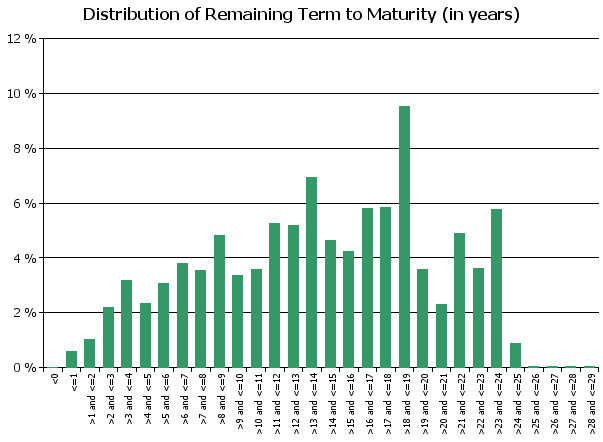 Distribution of Remaining Term to Maturity (in years)
12 %
10 %
8 %
6 %
4 %
2 %
0 %
<0
<=1
>1 and <=2
>2 and <=3
>3 and <=4
>4 and <=5
>5 and <=6
>6 and <=7
>7 and <=8
>8 and <=9
>9 and <=10
>10 and <=11
>11 and <=12
>12 and <=13
>13 and <=14
>14 and <=15
>15 and <=16
>16 and <=17
>17 and <=18
>18 and <=19
>19 and <=20
>20 and <=21
>21 and <=22
>22 and <=23
>23 and <=24
>24 and <=25
>25 and <=26
>26 and <=27
>27 and <=28
>28 and <=29